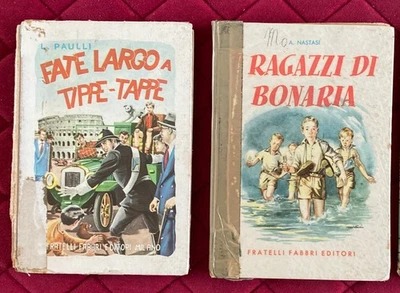 L. PAULLI
FATE LARGO A
TIPPE-TAPPE
FRATELLI FABBRI EDITORI MILANO
A. NASTASI
RAGAZZI DI
BONARIA
FRATELLI FABBRI EDITORI